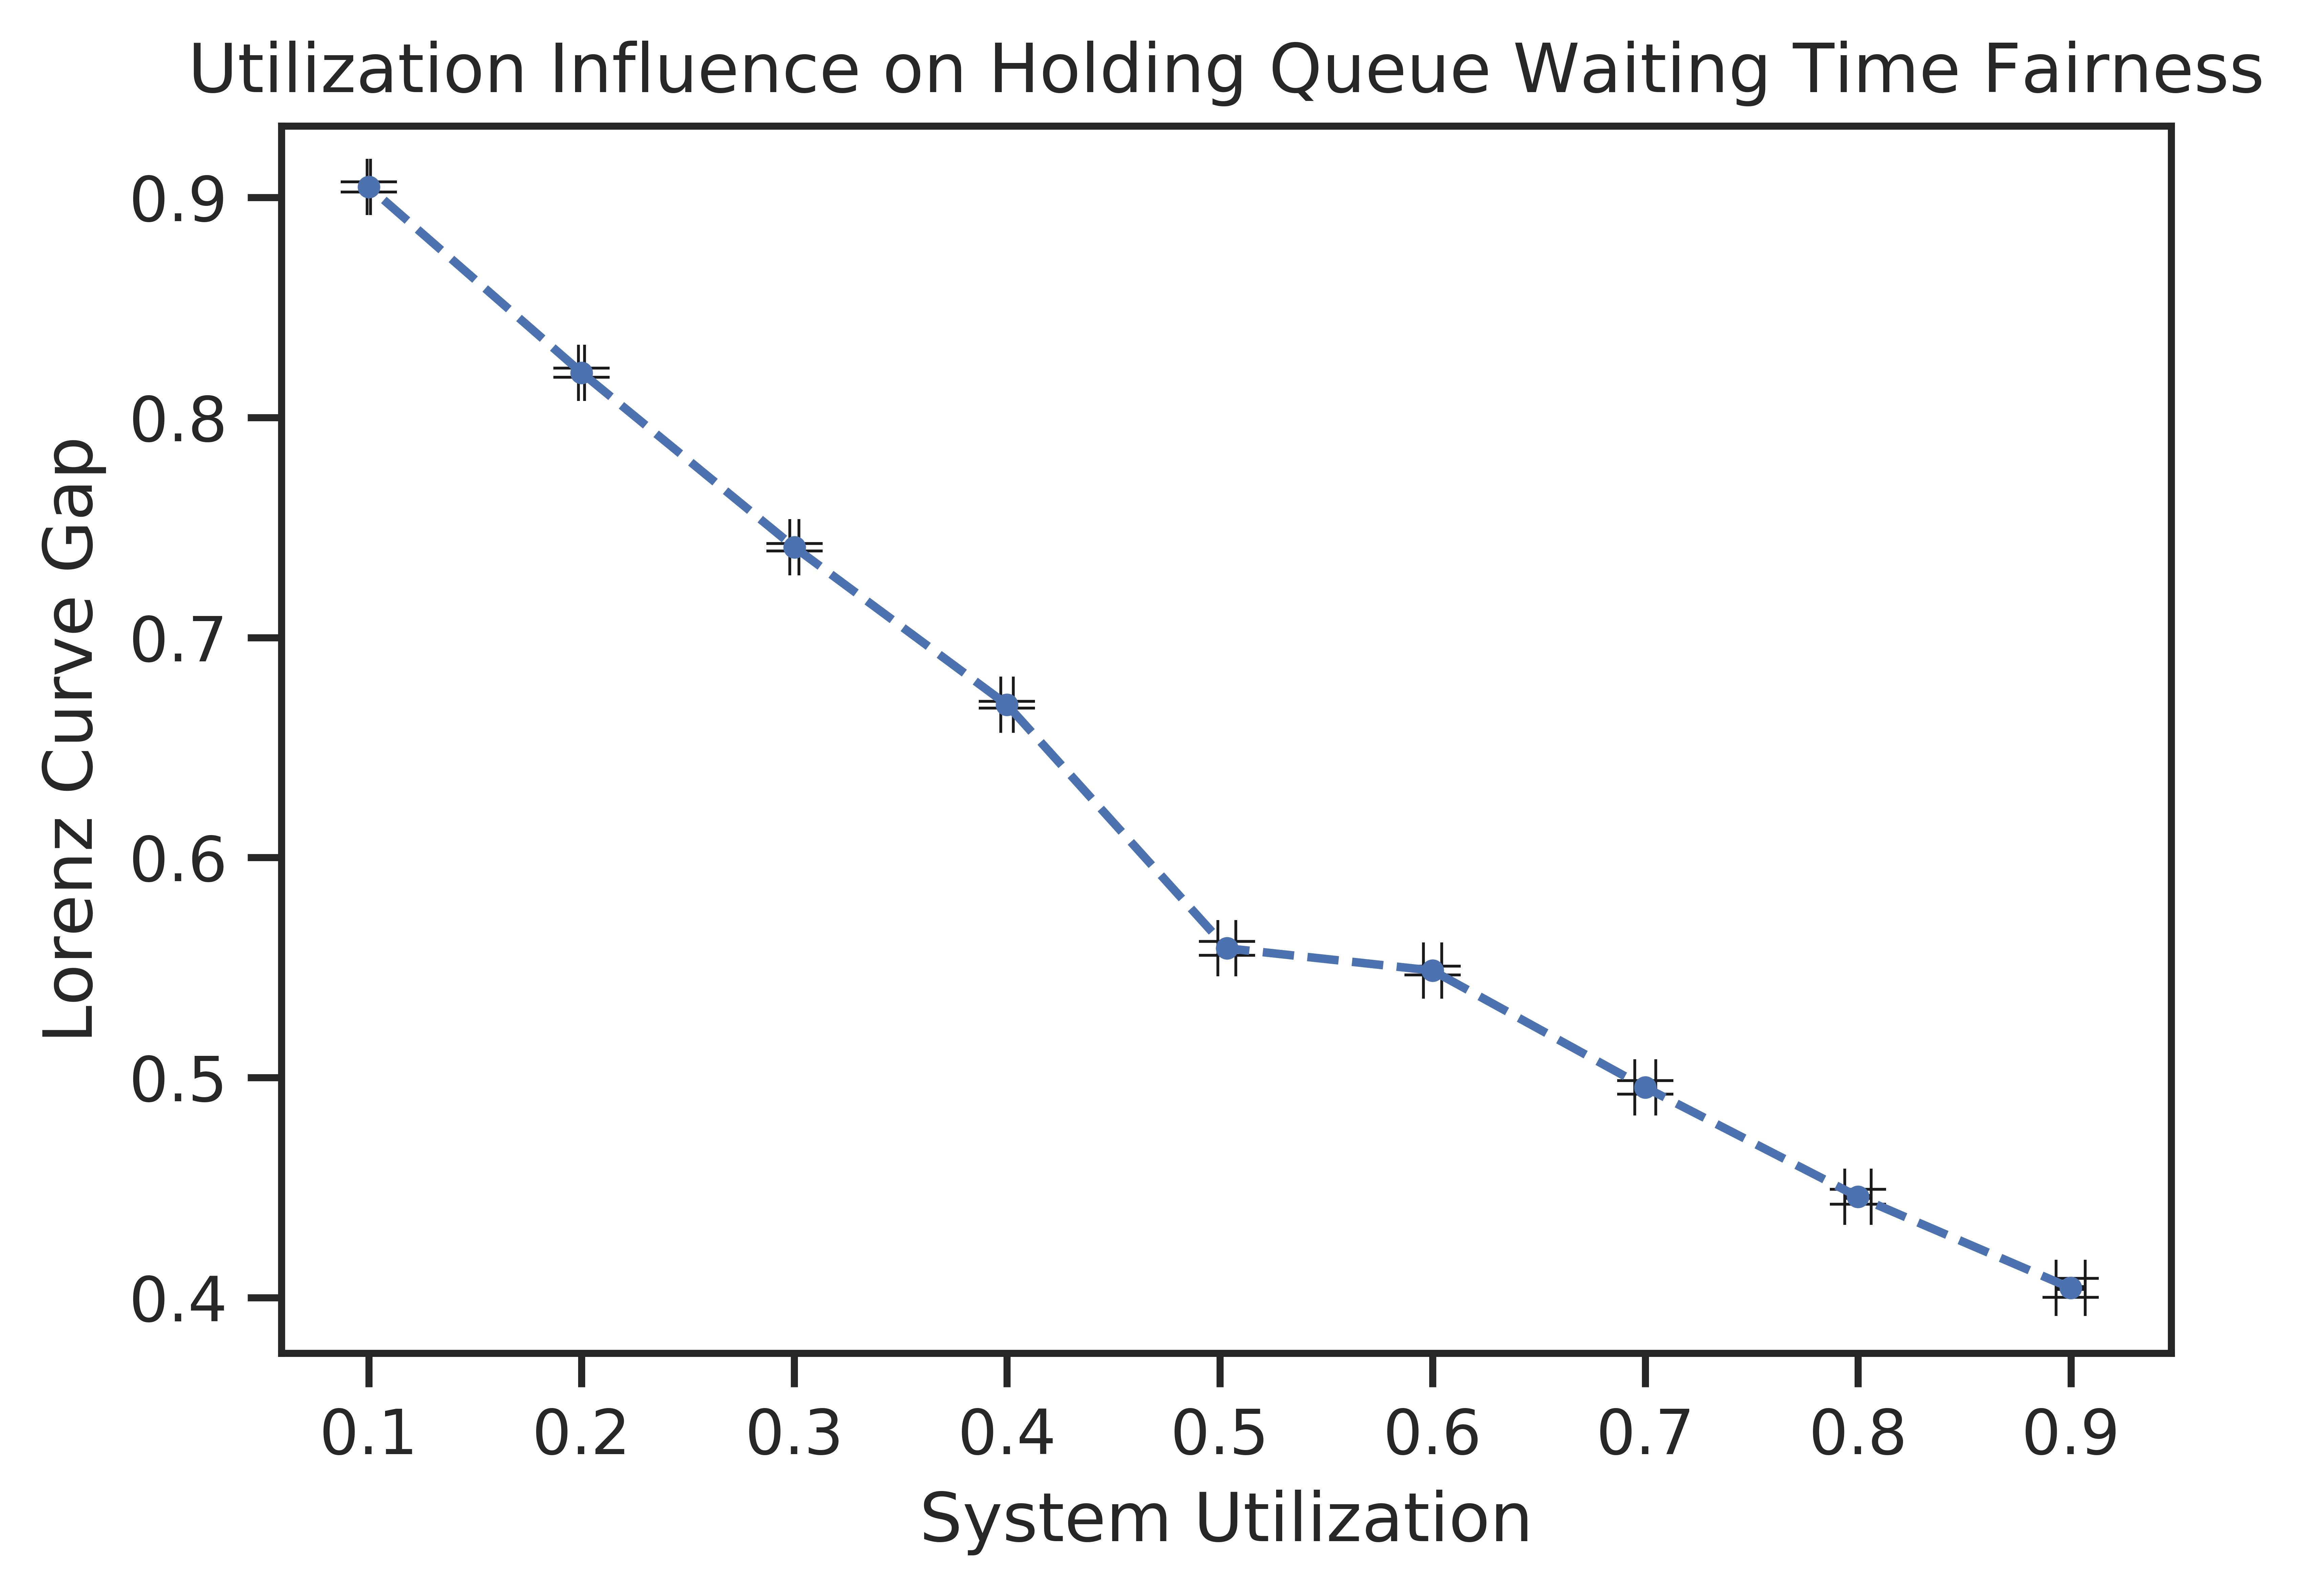 Utilization Influence on Holding Queue Waiting Time Fairness
Lorenz Curve Gap
0.9
0.8
0.7
0.6
0.5
0.4
0.1 0.2 0.3 0.4 0.5 0.6 0.7 0.8 0.9
System Utilization